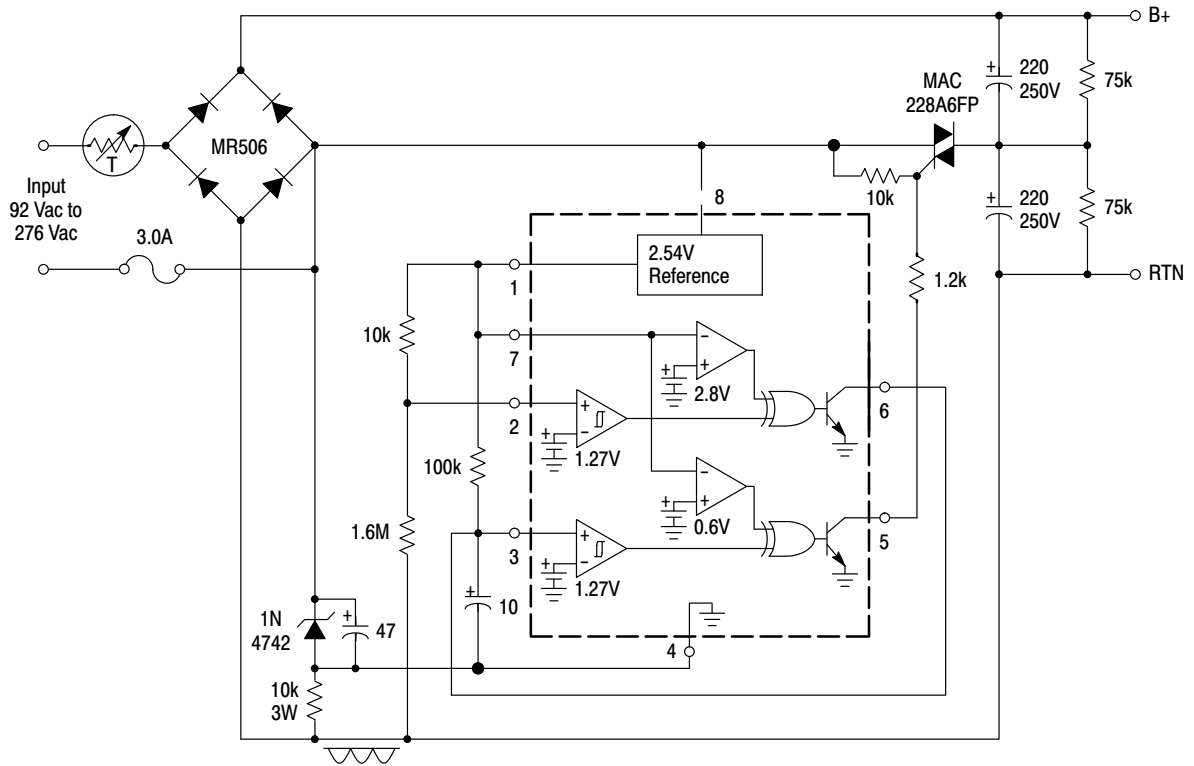 B+
220
250V
75k
MAC
228A6FP
MR506
T
Input
92 Vac to
276 Vac
3.0A
10k
8
220
250V
75k
2.54V
Reference
1
1.2k
RTN
10k
7
-
+
+
2.8V
6
2
+
-
+
1.27V
100k
-
+
+
0.6V
5
1.6M
3
+
-
+
1.27V
+
10
1N
4742
+
47
4
10k
3W